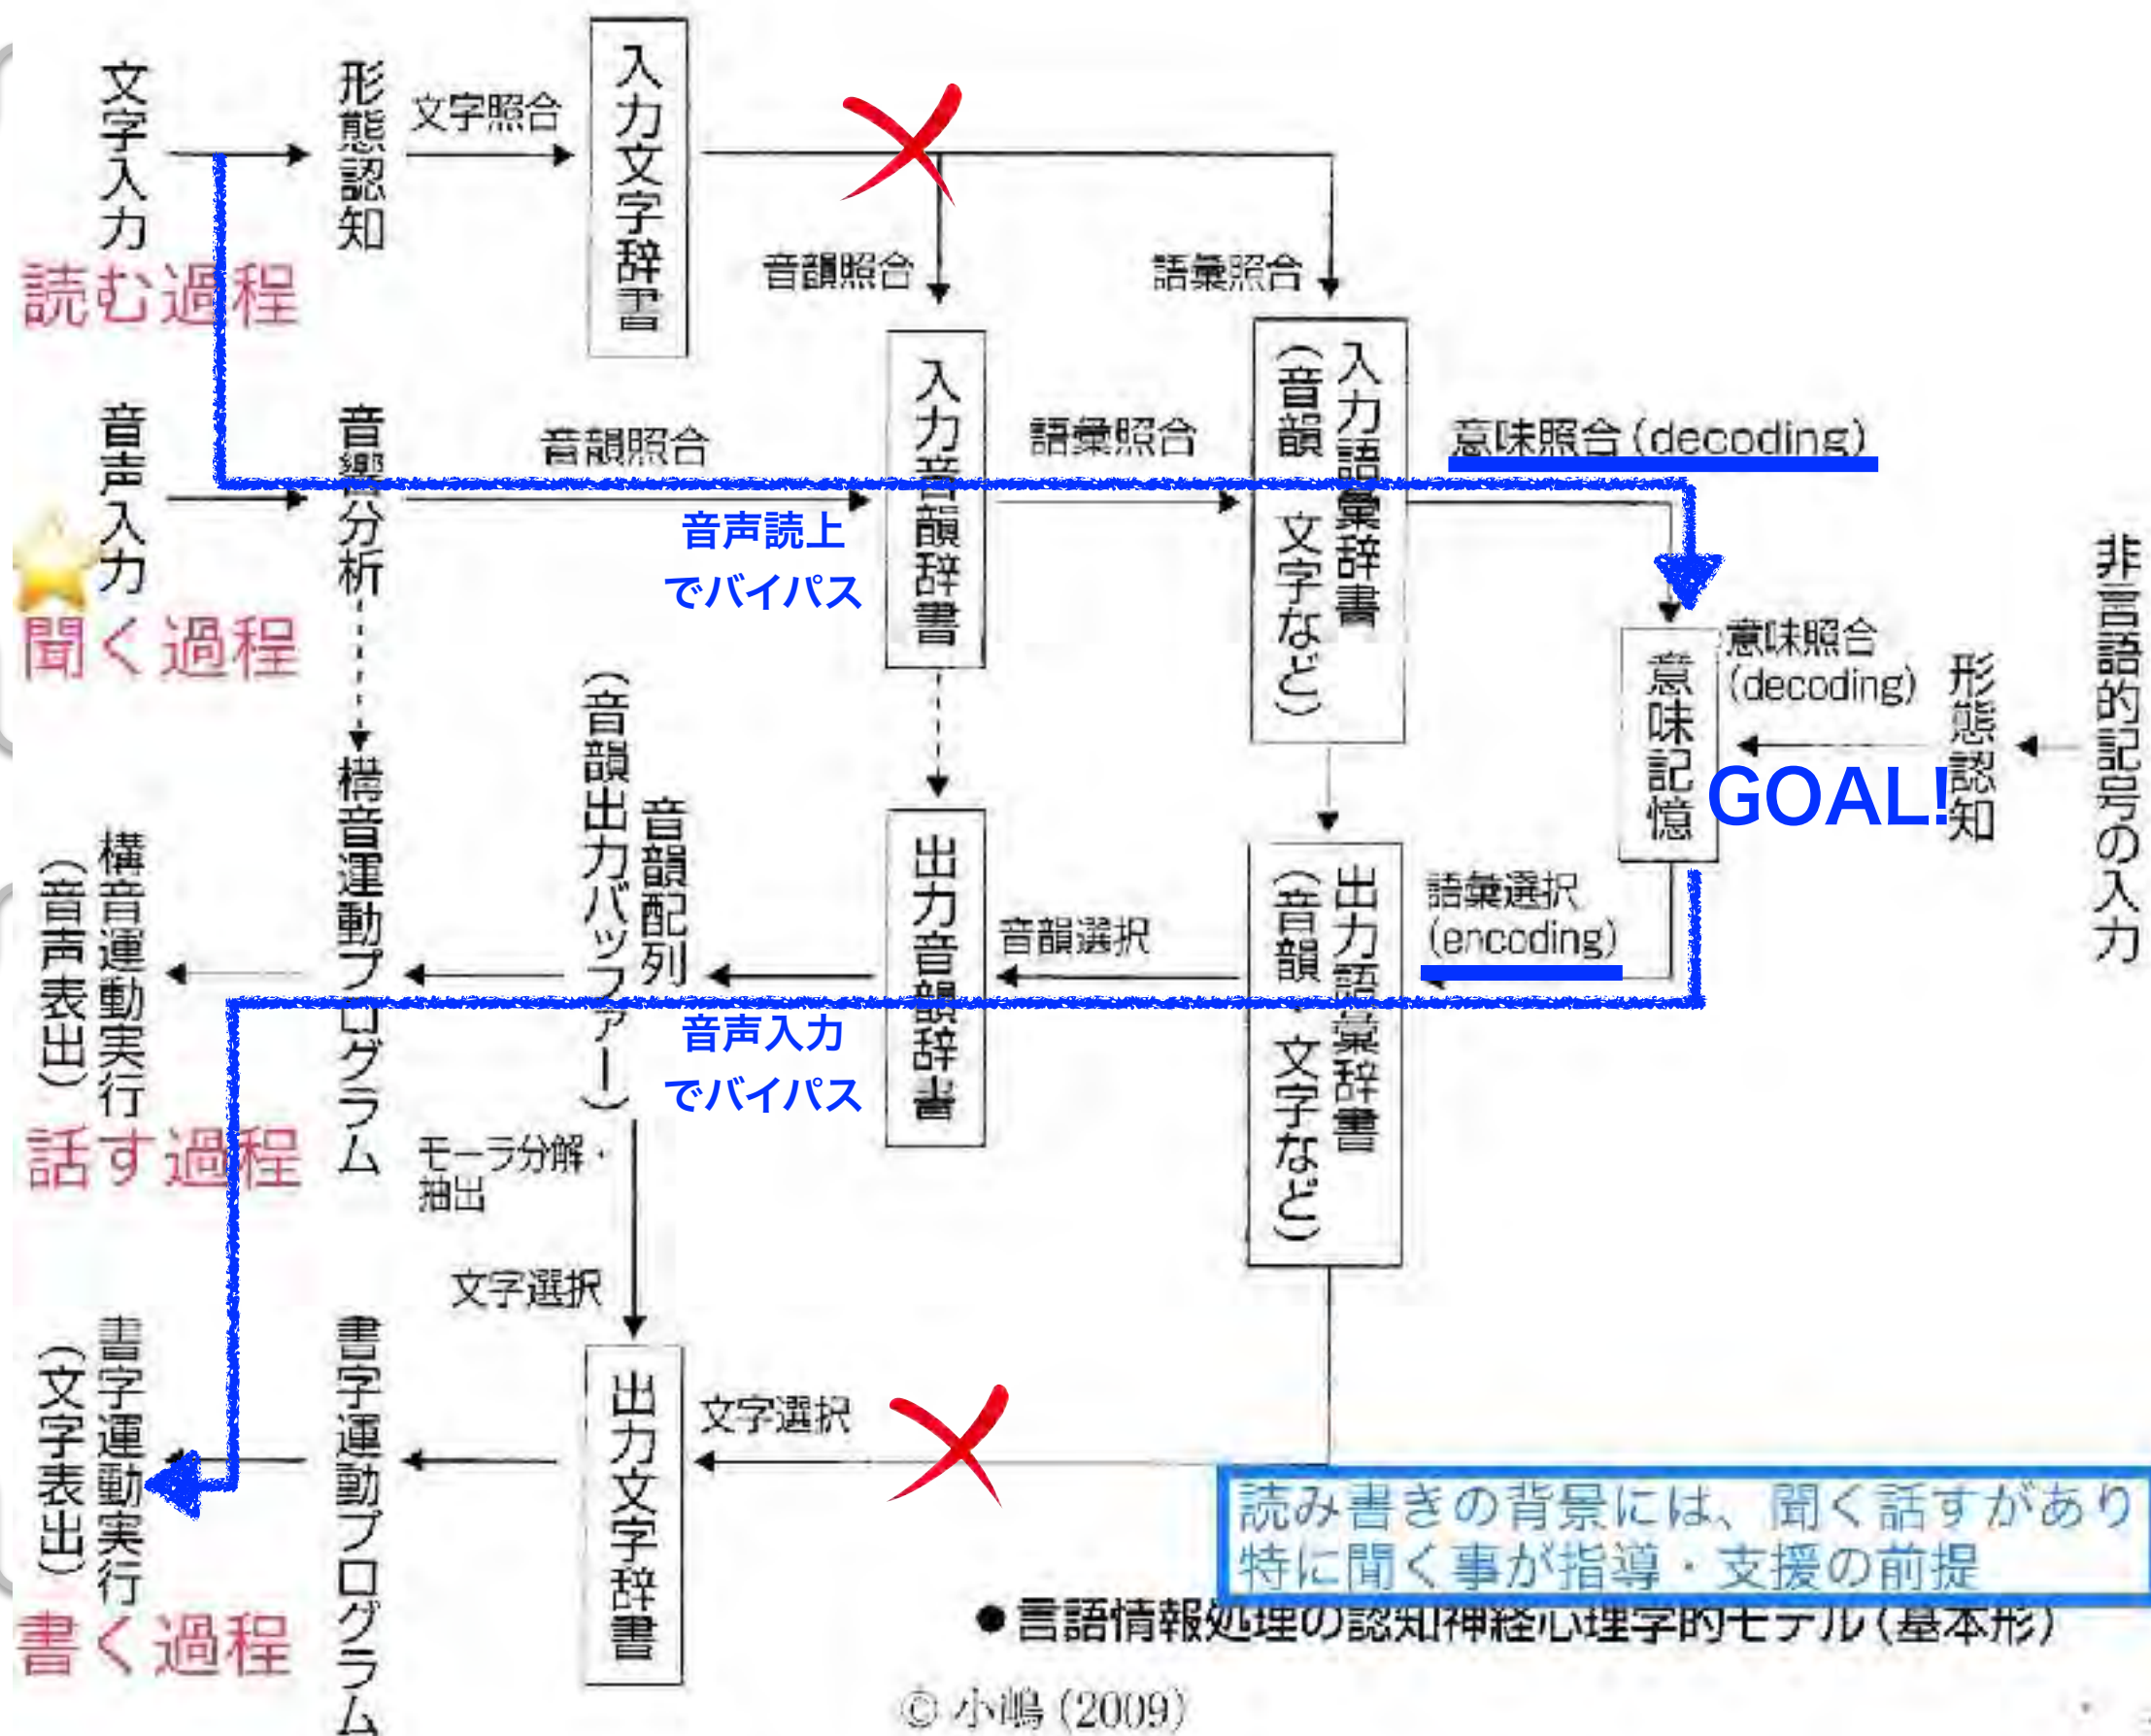 文字入力
形態認知
文字照合
入力文字辞書
音韻照合
語彙照合
読む過程
音声入力
音響分析
音韻照合
入力音韻辞書
語彙照合
入力語彙辞書
(音韻・文字など)
意味照合(decoding)
音声読上
でバイパス
聞く過程
意味記憶
意味照合
(decoding)
形態認知
非言語的記号の入力
GOAL!
構音運動実行
(音声表出)
構音運動プログラム
音韻配列
(音韻出力バッファー)
出力音韻辞書
音韻選択
出力語彙辞書
(音韻・文字など)
語彙選択
(encoding)
音声入力
でバイパス
話す過程
モーラ分解・
抽出
文字選択
書字運動実行
(文字表出)
書字運動プログラム
出力文字辞書
文字選択
書く過程
読み書きの背景には、聞く話すがあり
特に聞く事が指導・支援の前提
●言語情報処理の認知神経心理学的モデル(基本形)
© 小嶋 (2009)